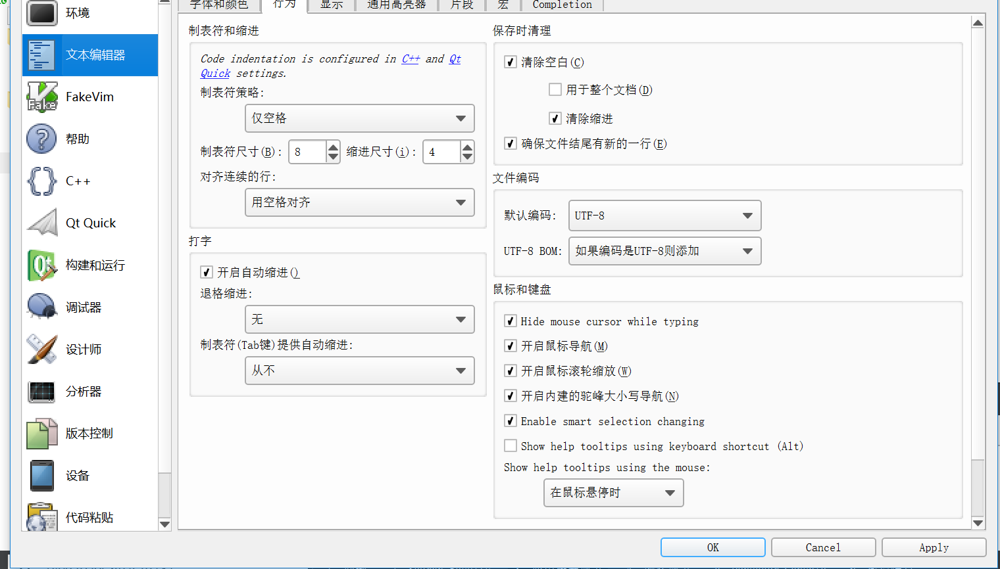 环境
文本编辑器
FakeVim
帮助
C++
Qt Quick
构建和运行
调试器
设计师
分析器
版本控制
设备
代码粘贴
字体和颜色 行为 显示 通用高亮器 片段 宏 Completion
制表符和缩进
Code indentation is configured in C++ and Qt
Quick settings.
制表符策略:
仅空格
制表符尺寸(B): 8 缩进尺寸(i): 4
对齐连续的行:
用空格对齐
打字
开启自动缩进()
退格缩进:
无
制表符(Tab键)提供自动缩进:
从不
保存时清理
清除空白(C)
用于整个文档(D)
清除缩进
确保文件结尾有新的一行(E)
文件编码
默认编码: UTF-8
UTF-8 BOM: 如果编码是UTF-8则添加
鼠标和键盘
Hide mouse cursor while typing
开启鼠标导航(M)
开启鼠标滚轮缩放(W)
开启内建的驼峰大小写导航(N)
Enable smart selection changing
Show help tooltips using keyboard shortcut (Alt)
Show help tooltips using the mouse:
在鼠标悬停时
OK Cancel Apply